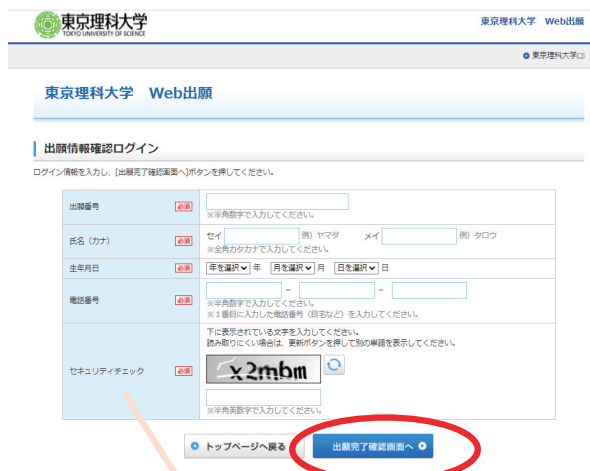 東京理科大学
TOKYO UNIVERSITY OF SCIENCE
東京理科大学 Web出願
東京理科大学
東京理科大学 Web出願
出願情報確認ログイン
ログイン情報を入力し、[出願完了確認画面へ]ボタンを押してください。
出願番号 必須
※半角数字で入力してください。
氏名（カナ） 必須 セイ 例）ヤマダ メイ 例）タロウ
※全角カタカナで入力してください。
生年月日 必須 年を選択 年 月を選択 月 日を選択 日
電話番号 必須 － －
※半角数字で入力してください。
※１番目に入力した電話番号（自宅など）を入力してください。
下に表示されている文字を入力してください。
読み取りにくい場合は、更新ボタンを押して別の単語を表示してください。
セキュリティチェック 必須
x2mbm
※半角英数字で入力してください。
トップページへ戻る 出願完了確認画面へ